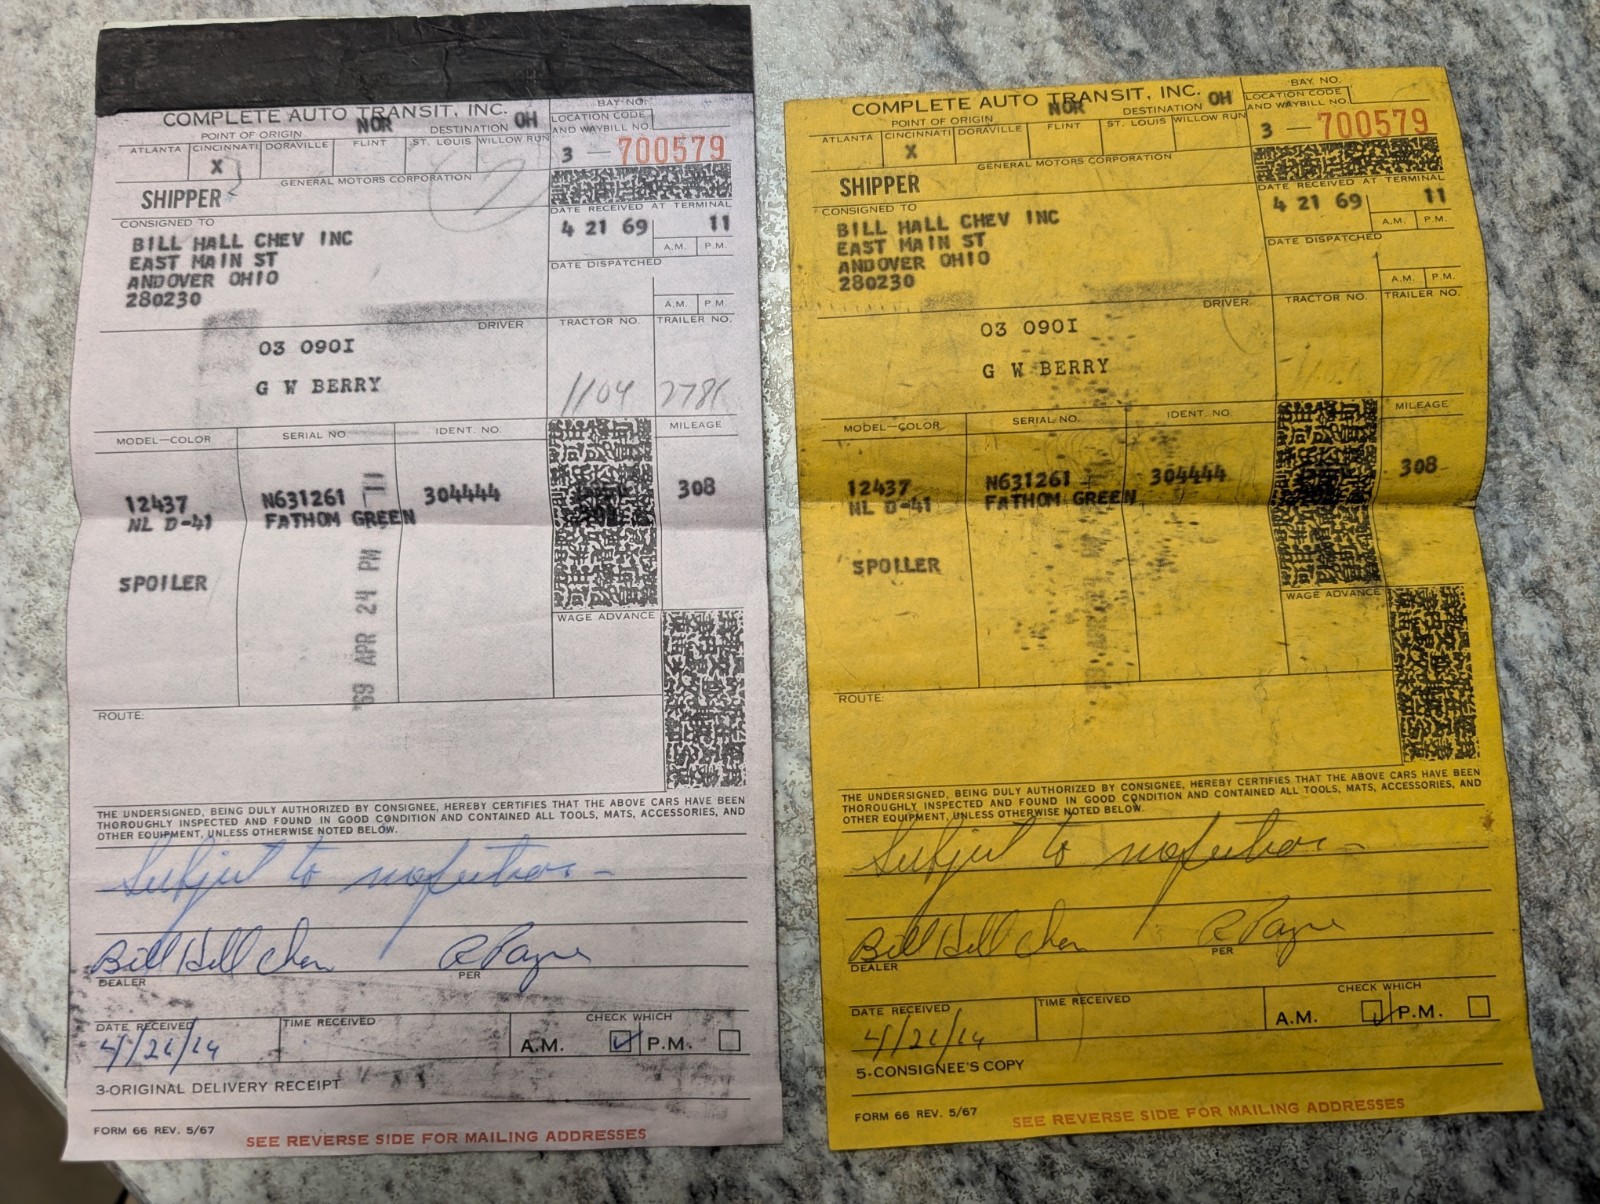 COMPLETE AUTO TRANSIT, INC.
BAY NO.
POINT OF ORIGIN
NOR
DESTINATION OH
LOCATION CODE
AND WAYBILL NO.
ATLANTA CINCINNATI DORAVILLE FLINT ST. LOUIS WILLOW RUN
X
3 — 700579
GENERAL MOTORS CORPORATION
SHIPPER
DATE RECEIVED AT TERMINAL
CONSIGNED TO
4 21 69 11
A.M. P.M.
BILL HALL CHEV INC
EAST MAIN ST
ANDOVER OHIO
280230
DATE DISPATCHED
A.M. P.M.
DRIVER TRACTOR NO. TRAILER NO.
03 090I
G W BERRY
1104 2781
MODEL—COLOR SERIAL NO. IDENT. NO. MILEAGE
12437 N631261 304444 308
NL D-41 FATHOM GREEN
SPOILER
'69 APR 24 PM 11
WAGE ADVANCE
ROUTE:
THE UNDERSIGNED, BEING DULY AUTHORIZED BY CONSIGNEE, HEREBY CERTIFIES THAT THE ABOVE CARS HAVE BEEN
THOROUGHLY INSPECTED AND FOUND IN GOOD CONDITION AND CONTAINED ALL TOOLS, MATS, ACCESSORIES, AND
OTHER EQUIPMENT, UNLESS OTHERWISE NOTED BELOW.
Subject to inspection -
Bill Hall Chev R Payne
DEALER PER
DATE RECEIVED TIME RECEIVED CHECK WHICH
A.M. P.M.
3-ORIGINAL DELIVERY RECEIPT
FORM 66 REV. 5/67
SEE REVERSE SIDE FOR MAILING ADDRESSES
COMPLETE AUTO TRANSIT, INC.
BAY NO.
POINT OF ORIGIN
NOR
DESTINATION OH
LOCATION CODE
AND WAYBILL NO.
ATLANTA CINCINNATI DORAVILLE FLINT ST. LOUIS WILLOW RUN
X
3 — 700579
GENERAL MOTORS CORPORATION
SHIPPER
DATE RECEIVED AT TERMINAL
CONSIGNED TO
4 21 69 11
A.M. P.M.
BILL HALL CHEV INC
EAST MAIN ST
ANDOVER OHIO
280230
DATE DISPATCHED
A.M. P.M.
DRIVER TRACTOR NO. TRAILER NO.
03 090I
G W BERRY
MODEL—COLOR SERIAL NO. IDENT. NO. MILEAGE
12437 N631261 304444 308
NL D-41 FATHOM GREEN
SPOILER
WAGE ADVANCE
ROUTE:
THE UNDERSIGNED, BEING DULY AUTHORIZED BY CONSIGNEE, HEREBY CERTIFIES THAT THE ABOVE CARS HAVE BEEN
THOROUGHLY INSPECTED AND FOUND IN GOOD CONDITION AND CONTAINED ALL TOOLS, MATS, ACCESSORIES, AND
OTHER EQUIPMENT, UNLESS OTHERWISE NOTED BELOW.
Subject to inspection -
Bill Hall Chev R Payne
DEALER PER
DATE RECEIVED TIME RECEIVED CHECK WHICH
A.M. P.M.
5-CONSIGNEE'S COPY
FORM 66 REV. 5/67
SEE REVERSE SIDE FOR MAILING ADDRESSES